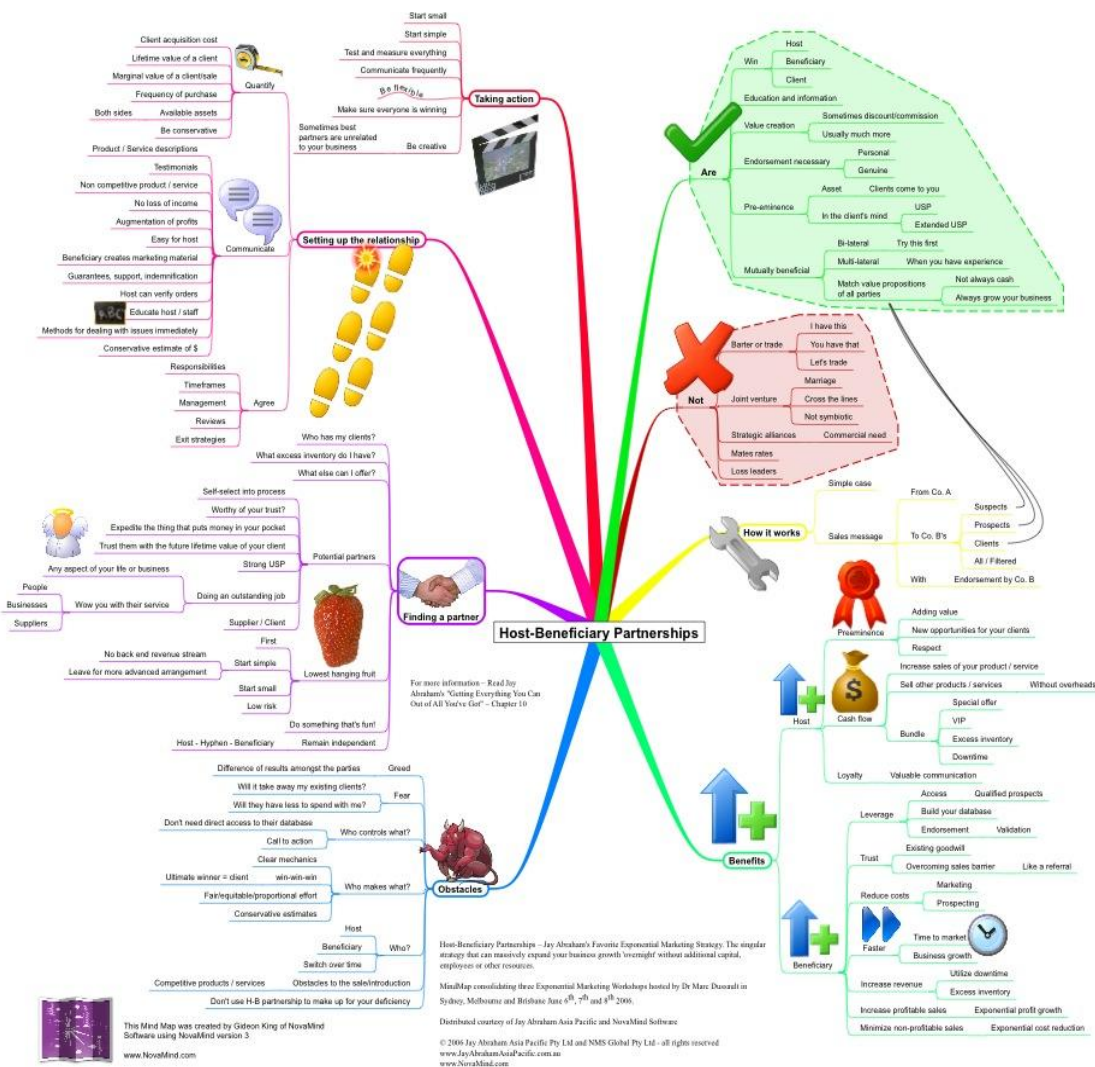 Host-Beneficiary Partnerships
Taking action
Start small
Start simple
Test and measure everything
Communicate frequently
Be flexible
Make sure everyone is winning
Be creative
Sometimes best
partners are unrelated
to your business
Setting up the relationship
Quantify
Client acquisition cost
Lifetime value of a client
Marginal value of a client/sale
Frequency of purchase
Both sides
Available assets
Be conservative
Communicate
Product / Service descriptions
Testimonials
Non competitive product / service
No loss of income
Augmentation of profits
Easy for host
Beneficiary creates marketing material
Guarantees, support, indemnification
Host can verify orders
Educate host / staff
Methods for dealing with issues immediately
Conservative estimate of $
Agree
Responsibilities
Timeframes
Management
Reviews
Exit strategies
Finding a partner
Who has my clients?
What excess inventory do I have?
What else can I offer?
Potential partners
Self-select into process
Worthy of your trust?
Expedite the thing that puts money in your pocket
Trust them with the future lifetime value of your client
Strong USP
Doing an outstanding job
Any aspect of your life or business
Wow you with their service
People
Businesses
Suppliers
Supplier / Client
Lowest hanging fruit
First
Start simple
No back end revenue stream
Leave for more advanced arrangement
Start small
Low risk
Do something that's fun!
Host - Hyphen - Beneficiary
Remain independent
For more information – Read Jay
Abraham's "Getting Everything You Can
Out of All You've Got" – Chapter 10
Obstacles
Difference of results amongst the parties
Greed
Fear
Will it take away my existing clients?
Will they have less to spend with me?
Who controls what?
Don't need direct access to their database
Call to action
Who makes what?
Clear mechanics
Ultimate winner = client
win-win-win
Fair/equitable/proportional effort
Conservative estimates
Who?
Host
Beneficiary
Switch over time
Competitive products / services
Obstacles to the sale/introduction
Don't use H-B partnership to make up for your deficiency
Are
Win
Host
Beneficiary
Client
Education and information
Value creation
Sometimes discount/commission
Usually much more
Endorsement necessary
Personal
Genuine
Pre-eminence
Asset
Clients come to you
In the client's mind
USP
Extended USP
Mutually beneficial
Bi-lateral
Try this first
Multi-lateral
When you have experience
Match value propositions
of all parties
Not always cash
Always grow your business
Not
Barter or trade
I have this
You have that
Let's trade
Joint venture
Marriage
Cross the lines
Not symbiotic
Strategic alliances
Commercial need
Mates rates
Loss leaders
How it works
Simple case
Sales message
From Co. A
To Co. B's
Suspects
Prospects
Clients
All / Filtered
With
Endorsement by Co. B
Benefits
Host
Preeminence
Adding value
New opportunities for your clients
Respect
$
Cash flow
Increase sales of your product / service
Sell other products / services
Without overheads
Bundle
Special offer
VIP
Excess inventory
Downtime
Loyalty
Valuable communication
Beneficiary
Leverage
Access
Qualified prospects
Build your database
Endorsement
Validation
Trust
Existing goodwill
Overcoming sales barrier
Like a referral
Reduce costs
Marketing
Prospecting
Faster
Time to market
Business growth
Increase revenue
Utilize downtime
Excess inventory
Increase profitable sales
Exponential profit growth
Minimize non-profitable sales
Exponential cost reduction
Host-Beneficiary Partnerships – Jay Abraham's Favorite Exponential Marketing Strategy. The singular
strategy that can massively expand your business growth 'overnight' without additional capital,
employees or other resources.
MindMap consolidating three Exponential Marketing Workshops hosted by Dr Marc Dussault in
Sydney, Melbourne and Brisbane June 6th, 7th and 8th 2006.
Distributed courtesy of Jay Abraham Asia Pacific and NovaMind Software
© 2006 Jay Abraham Asia Pacific Pty Ltd and NMS Global Pty Ltd - all rights reserved
www.JayAbrahamAsiaPacific.com.au
www.NovaMind.com
This Mind Map was created by Gideon King of NovaMind
Software using NovaMind version 3
www.NovaMind.com